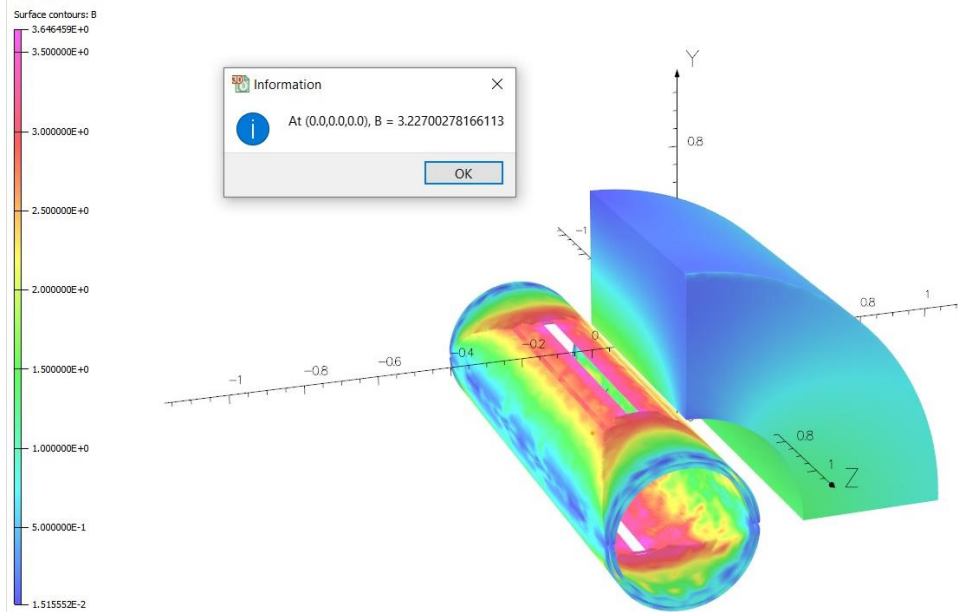 Surface contours: B
3.646459E+0
3.500000E+0
3.000000E+0
2.500000E+0
2.000000E+0
1.500000E+0
1.000000E+0
5.000000E-1
1.515552E-2
Information
At (0.0,0.0,0.0), B = 3.22700278166113
OK
Y
0.8
-1
0.8
1
0
-0.2
-0.4
-0.6
-0.8
-1
0.8
1
Z